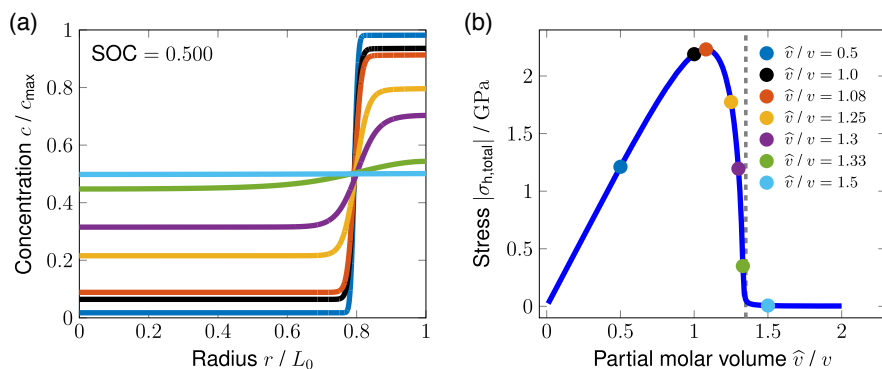 (a)
SOC = 0.500
Concentration c / c_max
1
0.8
0.6
0.4
0.2
0
0
0.2
0.4
0.6
0.8
1
Radius r / L_0
(b)
Stress |σ_h,total| / GPa
2
1.5
1
0.5
0
0
0.5
1
1.5
2
Partial molar volume v̂ / v
v̂ / v = 0.5
v̂ / v = 1.0
v̂ / v = 1.08
v̂ / v = 1.25
v̂ / v = 1.3
v̂ / v = 1.33
v̂ / v = 1.5